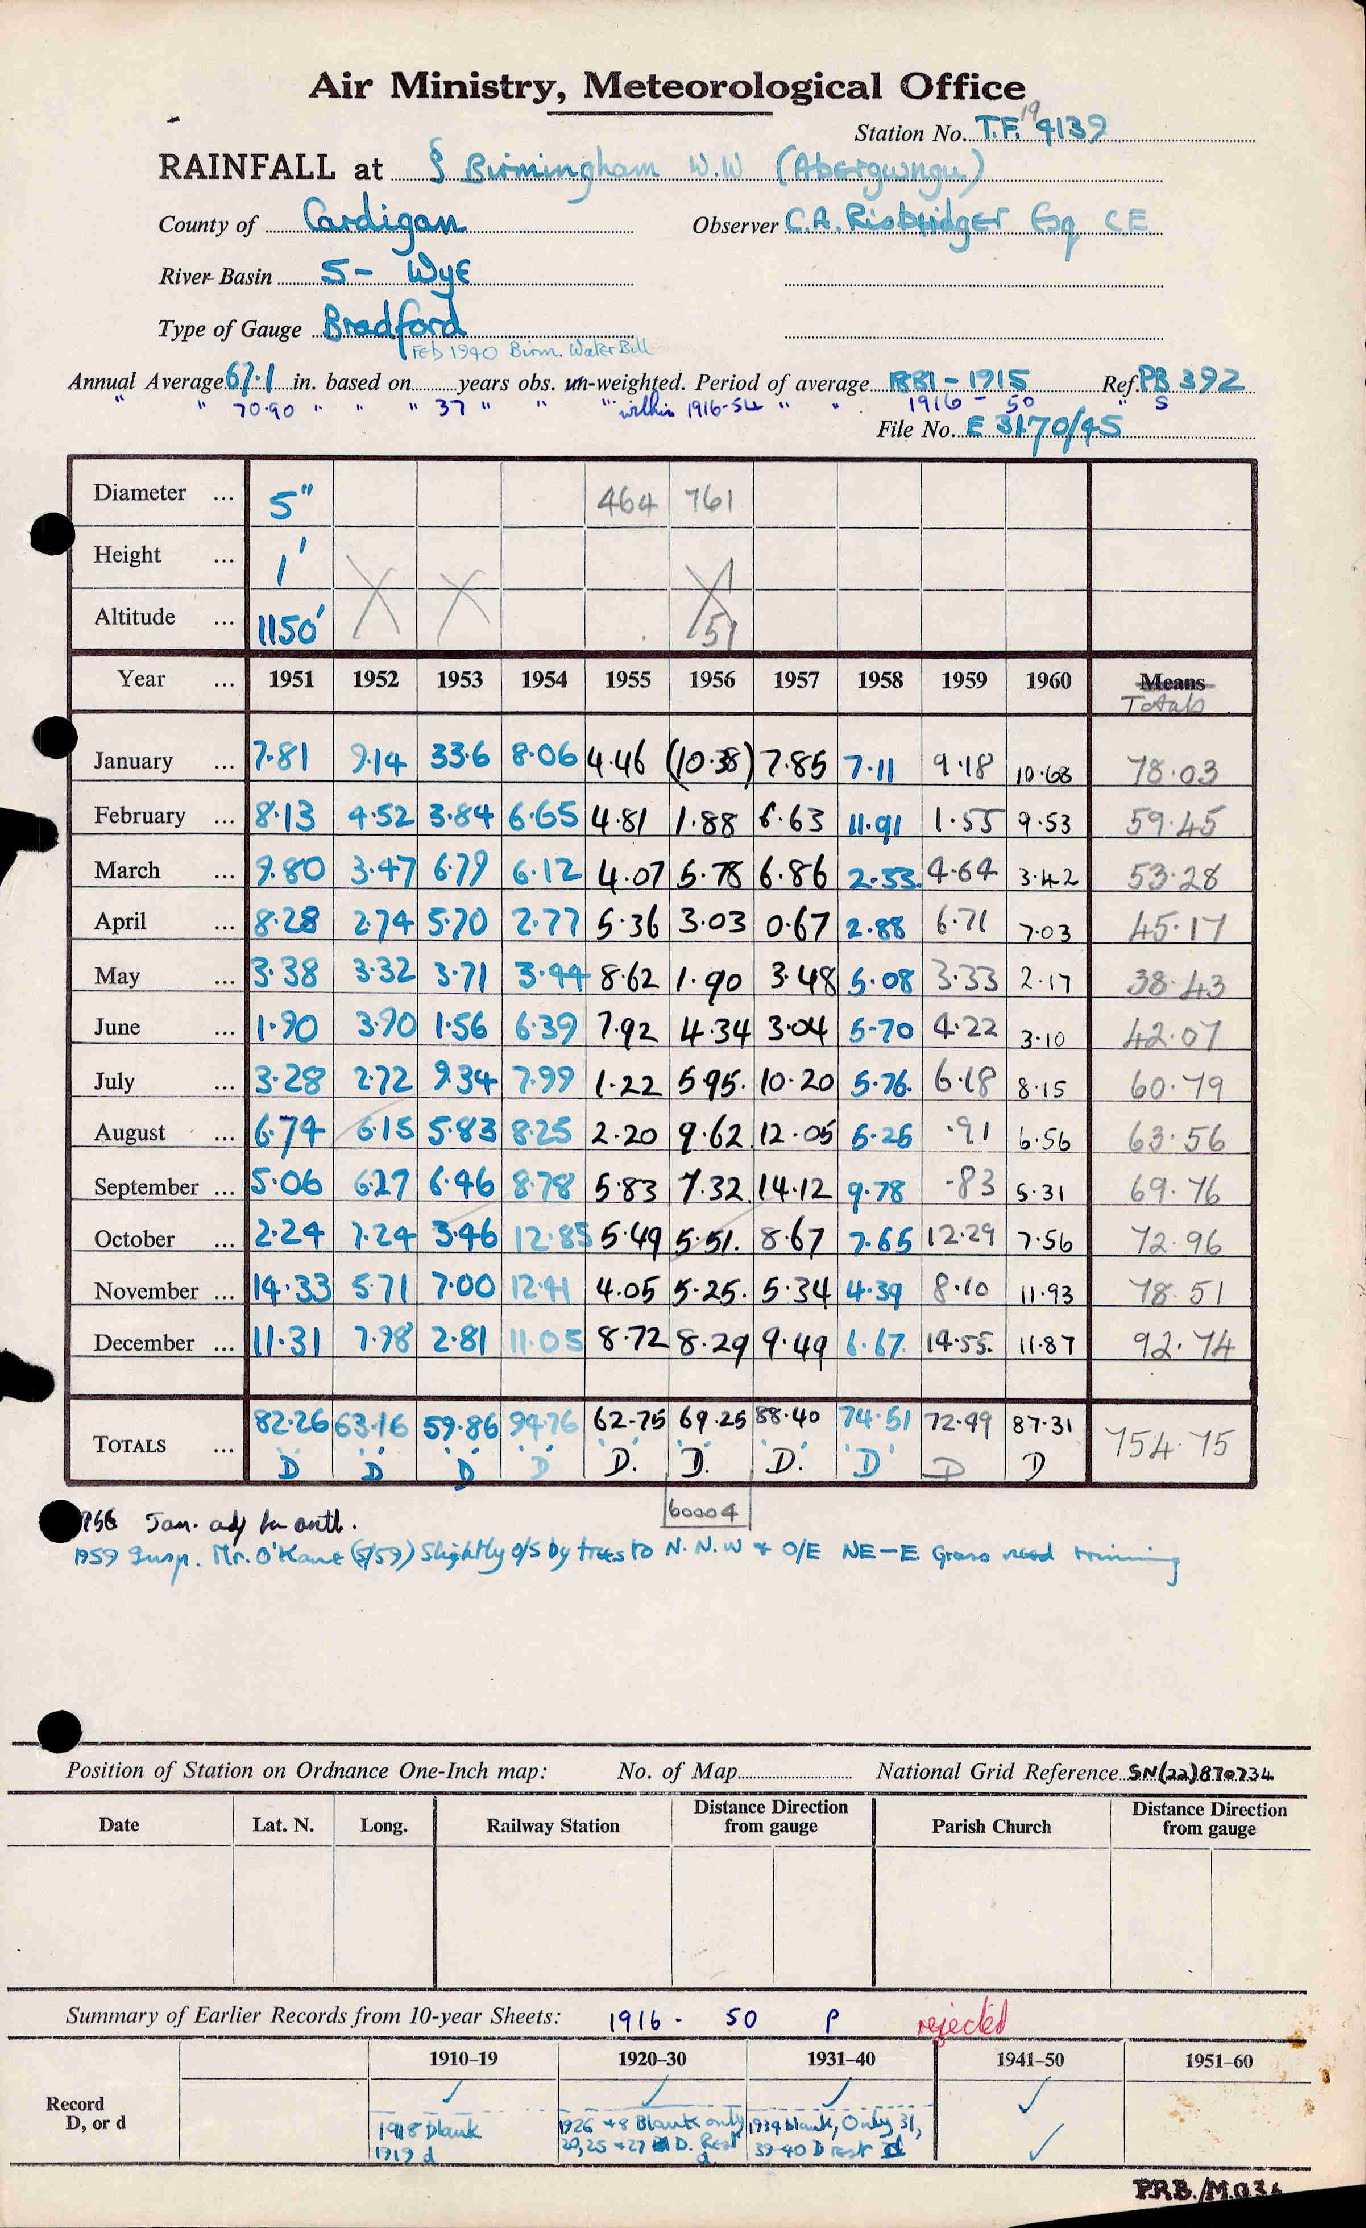 Air Ministry, Meteorological Office
Station No. T.F. 19 4139
RAINFALL at § Birmingham W.W (Abergwngu)
County of Cardigan Observer C.A. Risbridger Esq C.E.
River Basin 5 - Wye
Type of Gauge Bradford
Feb 1940 Birm. Water Bill
Annual Average 67.1 in. based on years obs. un-weighted. Period of average 1881 - 1915 Ref. PB 392
" " 70.90 " " " 37 " " " within 1916-54 " " 1916 - 50 " S
File No. E 3170/45
Diameter ... 5" 464 761
Height ... 1'
Altitude ... 1150' X X X 51
Year ... 1951 1952 1953 1954 1955 1956 1957 1958 1959 1960 Means
Totals
January ... 7.81 9.14 33.6 8.06 4.46 (10.38) 7.85 7.11 9.18 10.68 78.03
February ... 8.13 4.52 3.84 6.65 4.81 1.88 6.63 11.91 1.55 9.53 59.45
March ... 9.80 3.47 6.79 6.12 4.07 5.78 6.86 2.33 4.64 3.42 53.28
April ... 8.28 2.74 5.70 2.77 5.36 3.03 0.67 2.88 6.71 7.03 45.17
May ... 3.38 3.32 3.71 3.44 8.62 1.90 3.48 5.08 3.33 2.17 38.43
June ... 1.90 3.90 1.56 6.39 7.92 4.34 3.04 5.70 4.22 3.10 42.07
July ... 3.28 2.72 9.34 7.99 1.22 5.95. 10.20 5.76. 6.18 8.15 60.79
August ... 6.74 6.15 5.83 8.25 2.20 9.62 12.05 6.25 .91 6.56 63.56
September ... 5.06 6.27 6.46 8.78 5.83 7.32 14.12 9.78 .83 5.31 69.76
October ... 2.24 7.24 3.46 12.85 5.49 5.51. 8.67 7.65 12.29 7.56 72.96
November ... 14.33 5.71 7.00 12.41 4.05 5.25. 5.34 4.39 8.10 11.93 78.51
December ... 11.31 7.98 2.81 11.05 8.72 8.29 9.49 6.67. 14.55. 11.87 92.74
TOTALS ... 82.26 63.16 59.86 94.76 62.75 69.25 88.40 74.51 72.49 87.31 754.75
'D' 'D' 'D' 'D' 'D.' 'D.' 'D.' 'D' D D
60004
1956 Jan. adj for
1959 Insp. Mr. O'Kane (5/59) Slightly o/s by trees to N. N.W & O/E NE-E. Grass need trimming
Position of Station on Ordnance One-Inch map: No. of Map National Grid Reference SN(22)870734
Date Lat. N. Long. Railway Station Distance Direction from gauge Parish Church Distance Direction from gauge
Summary of Earlier Records from 10-year Sheets: 1916 - 50 P rejected
1910–19 1920–30 1931–40 1941–50 1951–60
Record ✓ ✓ ✓ ✓
D, or d 1918 blank 1926 +8 Blank only 1934 blank, Only 31, ✓
1919 d 20,25 +27 D. Rest d 39-40 D rest d
P.R.B./M.036